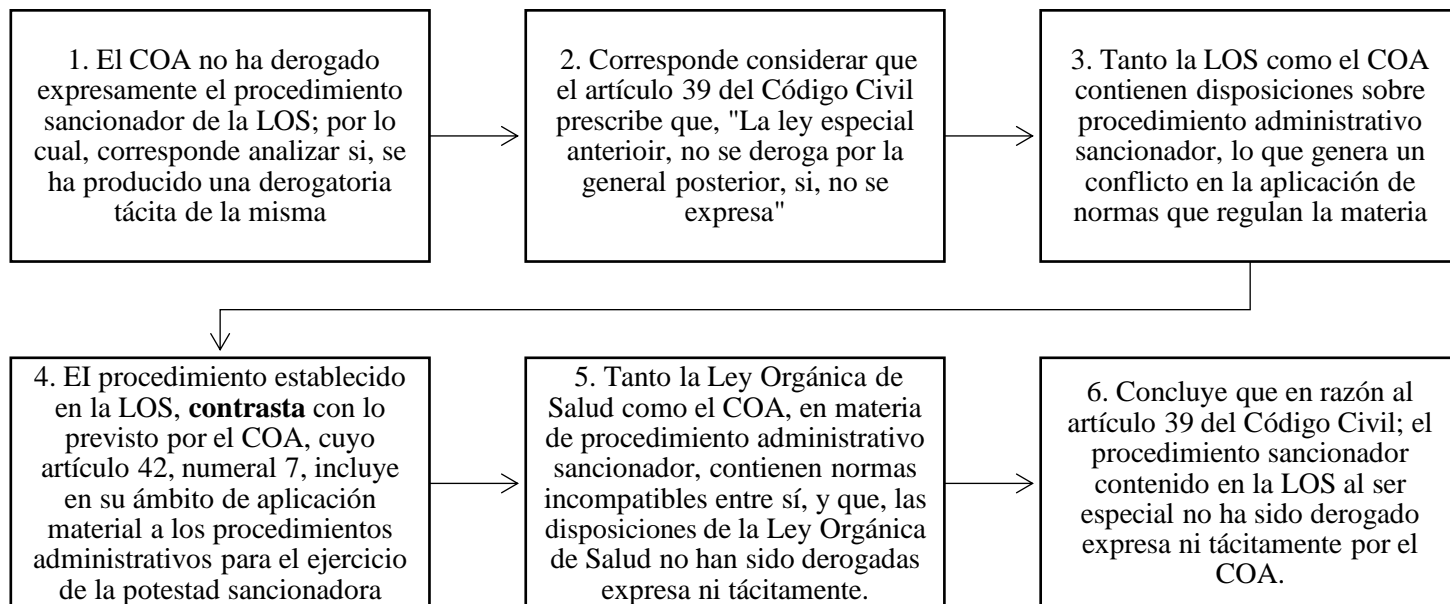 1. El COA no ha derogado
expresamente el procedimiento
sancionador de la LOS; por lo
cual, corresponde analizar si, se
ha producido una derogatoria
tácita de la misma
2. Corresponde considerar que
el artículo 39 del Código Civil
prescribe que, "La ley especial
anterioir, no se deroga por la
general posterior, si, no se
expresa"
3. Tanto la LOS como el COA
contienen disposiciones sobre
procedimiento administrativo
sancionador, lo que genera un
conflicto en la aplicación de
normas que regulan la materia
4. EI procedimiento establecido
en la LOS, contrasta con lo
previsto por el COA, cuyo
artículo 42, numeral 7, incluye
en su ámbito de aplicación
material a los procedimientos
administrativos para el ejercicio
de la potestad sancionadora
5. Tanto la Ley Orgánica de
Salud como el COA, en materia
de procedimiento administrativo
sancionador, contienen normas
incompatibles entre sí, y que, las
disposiciones de la Ley Orgánica
de Salud no han sido derogadas
expresa ni tácitamente.
6. Concluye que en razón al
artículo 39 del Código Civil; el
procedimiento sancionador
contenido en la LOS al ser
especial no ha sido derogado
expresa ni tácitamente por el
COA.